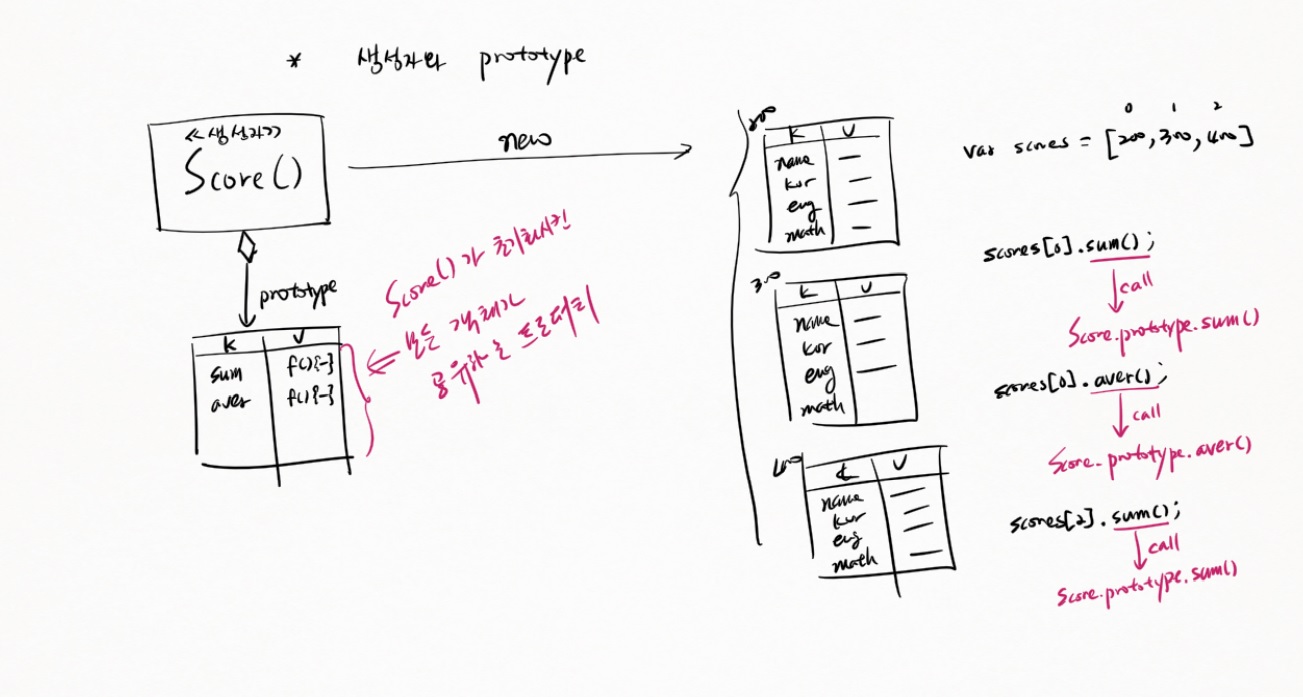 * 생성자와 prototype
<<생성자>>
Score()
new
prototype
K V
sum f(){~}
aver f(){~}
Score()가 초기화시킨
모든 객체가
공유하는 프로퍼티
200
K V
name
kor
eng
math
300
K V
name
kor
eng
math
400
K V
name
kor
eng
math
0 1 2
var scores = [200, 300, 400]
scores[0].sum();
call
Score.prototype.sum()
scores[0].aver();
call
Score.prototype.aver()
scores[2].sum();
call
Score.prototype.sum()